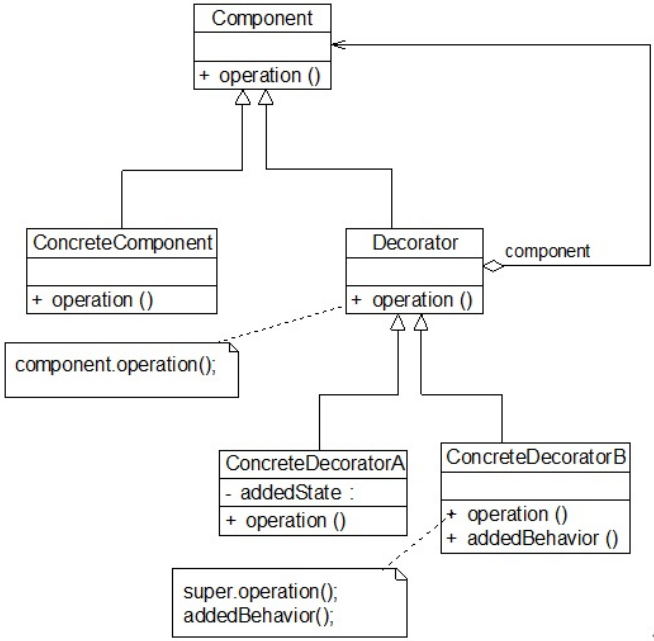 Component
+ operation ()
ConcreteComponent
+ operation ()
Decorator
+ operation ()
component
component.operation();
ConcreteDecoratorA
- addedState :
+ operation ()
ConcreteDecoratorB
+ operation ()
+ addedBehavior ()
super.operation();
addedBehavior();